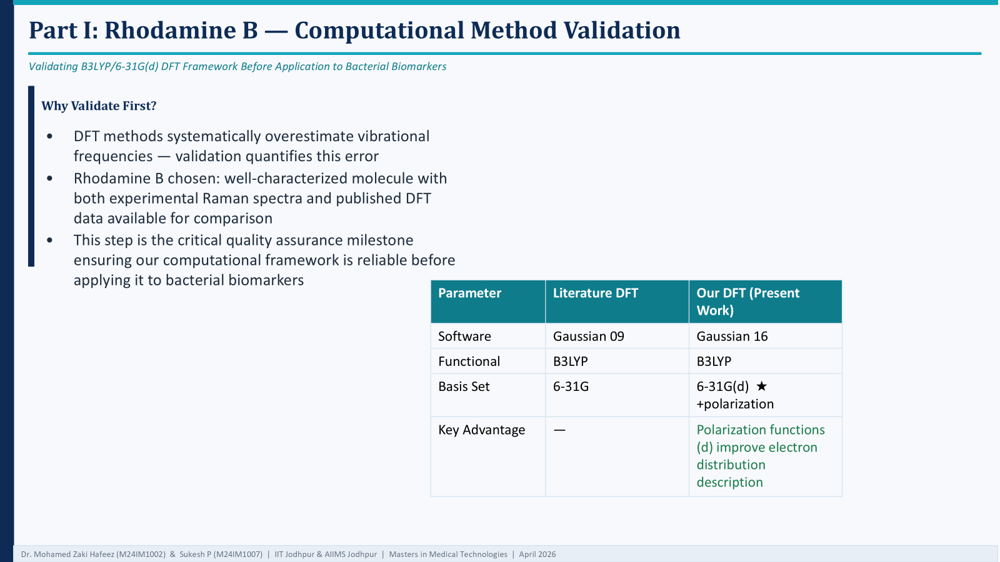 Part I: Rhodamine B — Computational Method Validation
Validating B3LYP/6-31G(d) DFT Framework Before Application to Bacterial Biomarkers
Why Validate First?
• DFT methods systematically overestimate vibrational
frequencies — validation quantifies this error
• Rhodamine B chosen: well-characterized molecule with
both experimental Raman spectra and published DFT
data available for comparison
• This step is the critical quality assurance milestone
ensuring our computational framework is reliable before
applying it to bacterial biomarkers
Parameter Literature DFT Our DFT (Present
Work)
Software Gaussian 09 Gaussian 16
Functional B3LYP B3LYP
Basis Set 6-31G 6-31G(d) ★
+polarization
Key Advantage — Polarization functions
(d) improve electron
distribution
description
Dr. Mohamed Zaki Hafeez (M24IM1002) & Sukesh P (M24IM1007) | IIT Jodhpur & AIIMS Jodhpur | Masters in Medical Technologies | April 2026